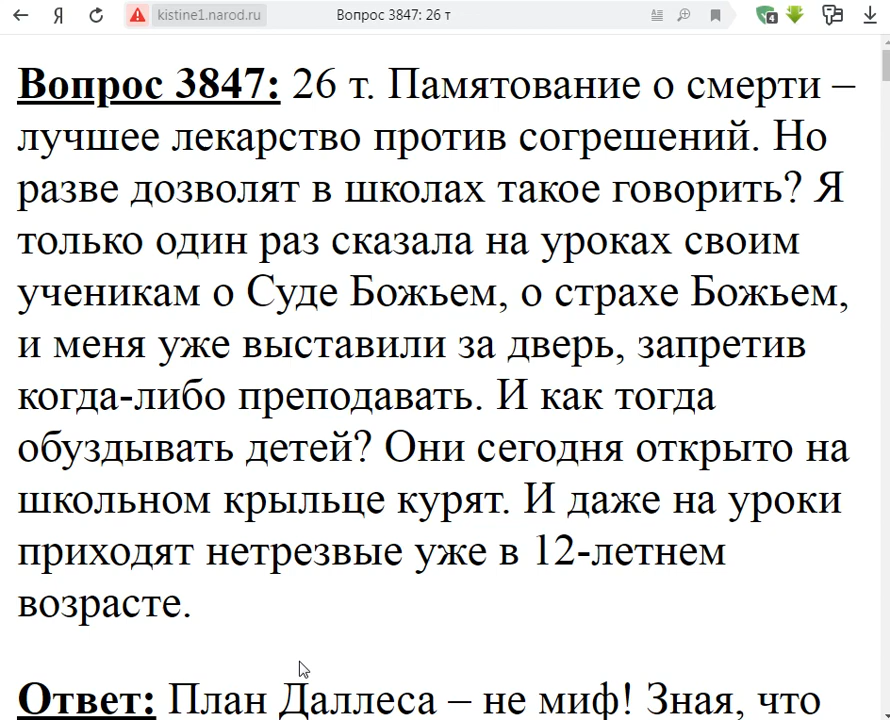 Я kistine1.narod.ru Вопрос 3847: 26 т 4
Вопрос 3847: 26 т. Памятование о смерти –
лучшее лекарство против согрешений. Но
разве дозволят в школах такое говорить? Я
только один раз сказала на уроках своим
ученикам о Суде Божьем, о страхе Божьем,
и меня уже выставили за дверь, запретив
когда-либо преподавать. И как тогда
обуздывать детей? Они сегодня открыто на
школьном крыльце курят. И даже на уроки
приходят нетрезвые уже в 12-летнем
возрасте.
Ответ: План Даллеса – не миф! Зная, что